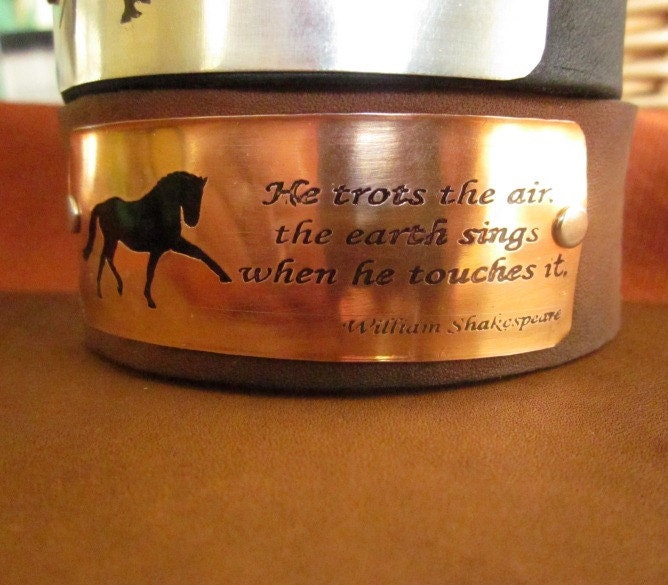 He trots the air.
the earth sings
when he touches it.
William Shakespeare